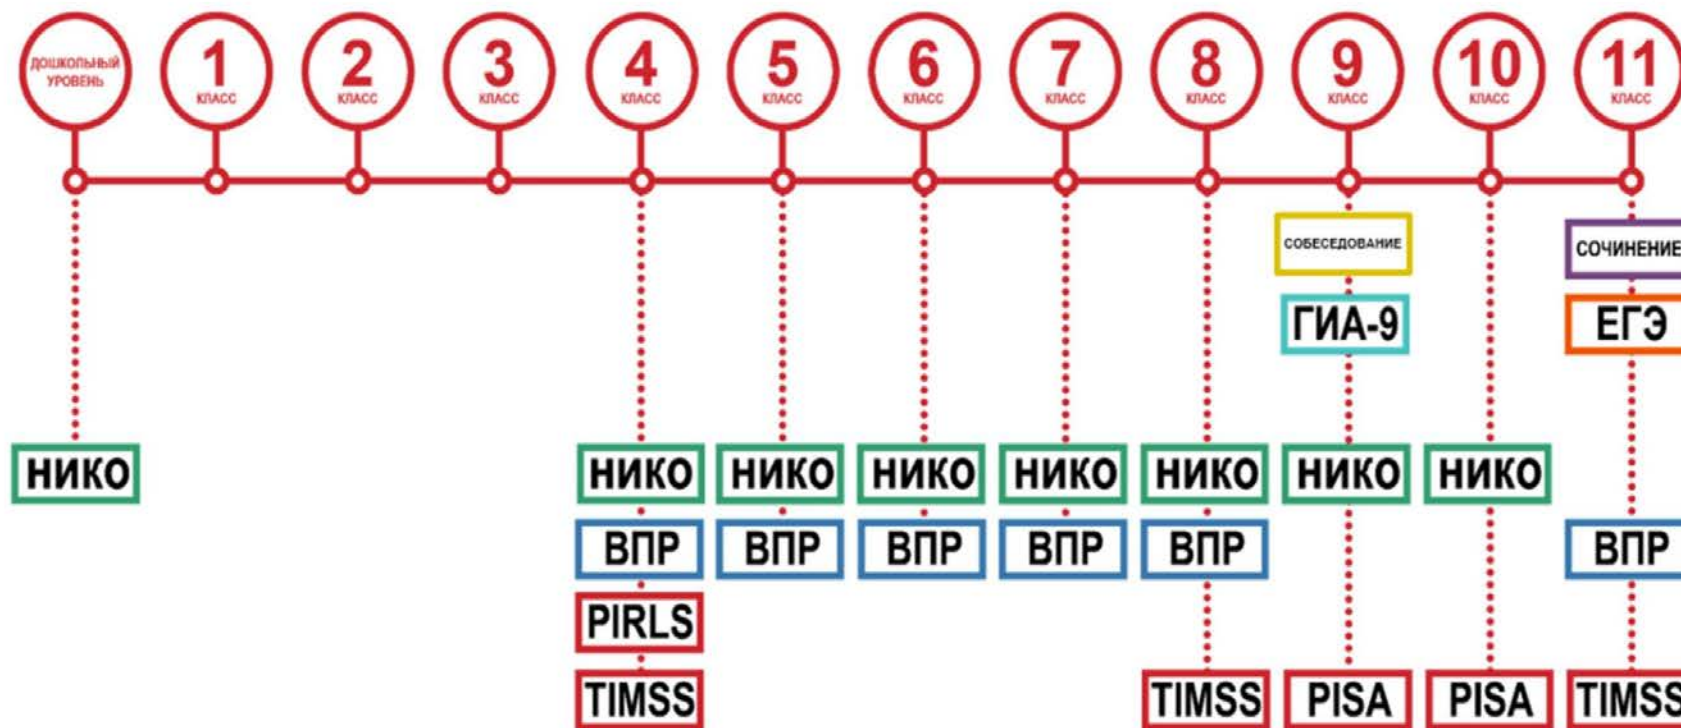 ДОШКОЛЬНЫЙ
УРОВЕНЬ
1
КЛАСС
2
КЛАСС
3
КЛАСС
4
КЛАСС
5
КЛАСС
6
КЛАСС
7
КЛАСС
8
КЛАСС
9
КЛАСС
10
КЛАСС
11
КЛАСС
СОБЕСЕДОВАНИЕ
СОЧИНЕНИЕ
ГИА-9
ЕГЭ
НИКО
НИКО
НИКО
НИКО
НИКО
НИКО
НИКО
НИКО
ВПР
ВПР
ВПР
ВПР
ВПР
ВПР
PIRLS
TIMSS
TIMSS
PISA
PISA
TIMSS